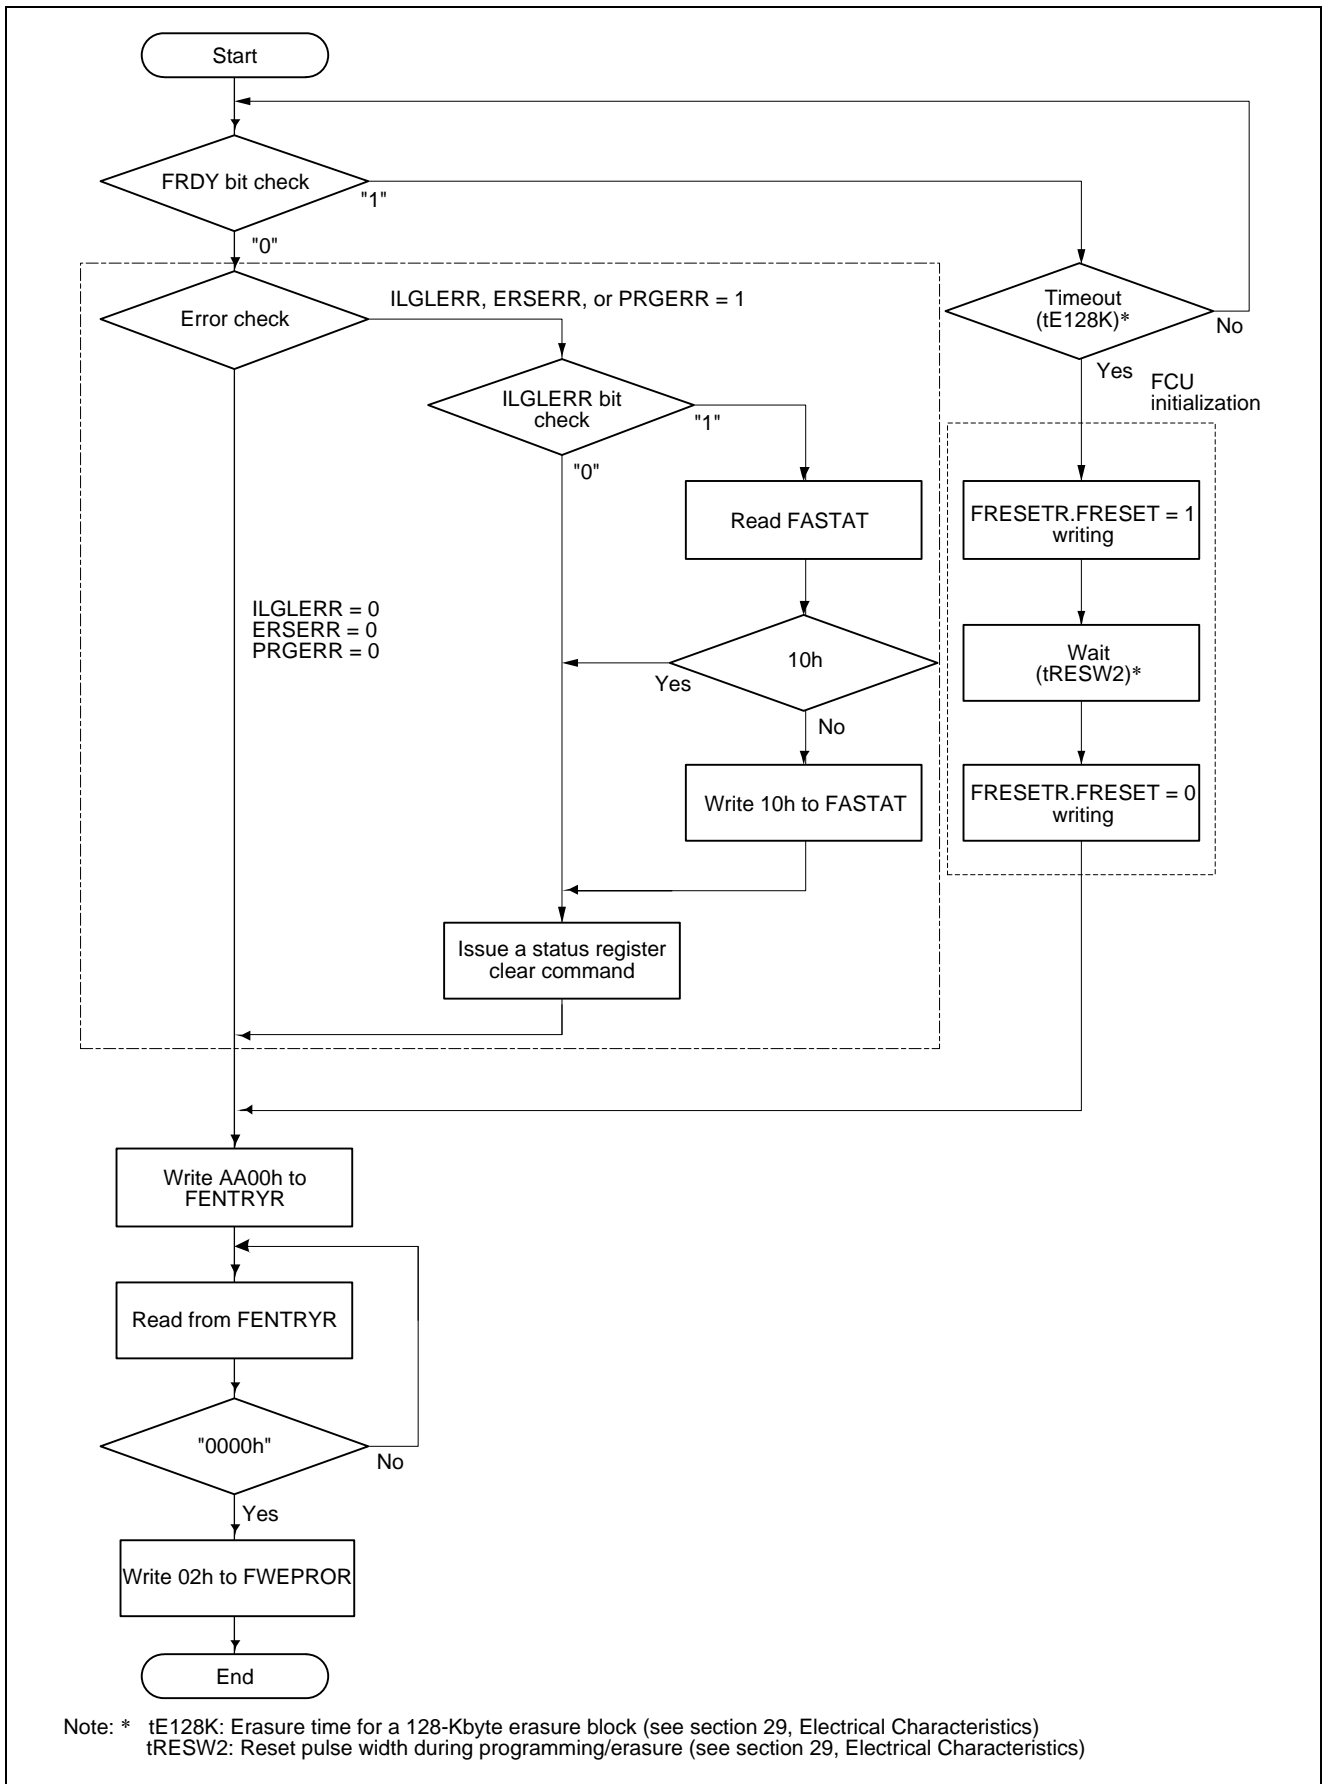 Start
FRDY bit check
"1"
"0"
Error check
ILGLERR, ERSERR, or PRGERR = 1
Timeout
(tE128K)*
No
Yes
FCU
initialization
ILGLERR bit
check
"1"
"0"
Read FASTAT
FRESETR.FRESET = 1
writing
ILGLERR = 0
ERSERR = 0
PRGERR = 0
10h
Yes
No
Wait
(tRESW2)*
Write 10h to FASTAT
FRESETR.FRESET = 0
writing
Issue a status register
clear command
Write AA00h to
FENTRYR
Read from FENTRYR
"0000h"
No
Yes
Write 02h to FWEPROR
End
Note: * tE128K: Erasure time for a 128-Kbyte erasure block (see section 29, Electrical Characteristics)
tRESW2: Reset pulse width during programming/erasure (see section 29, Electrical Characteristics)